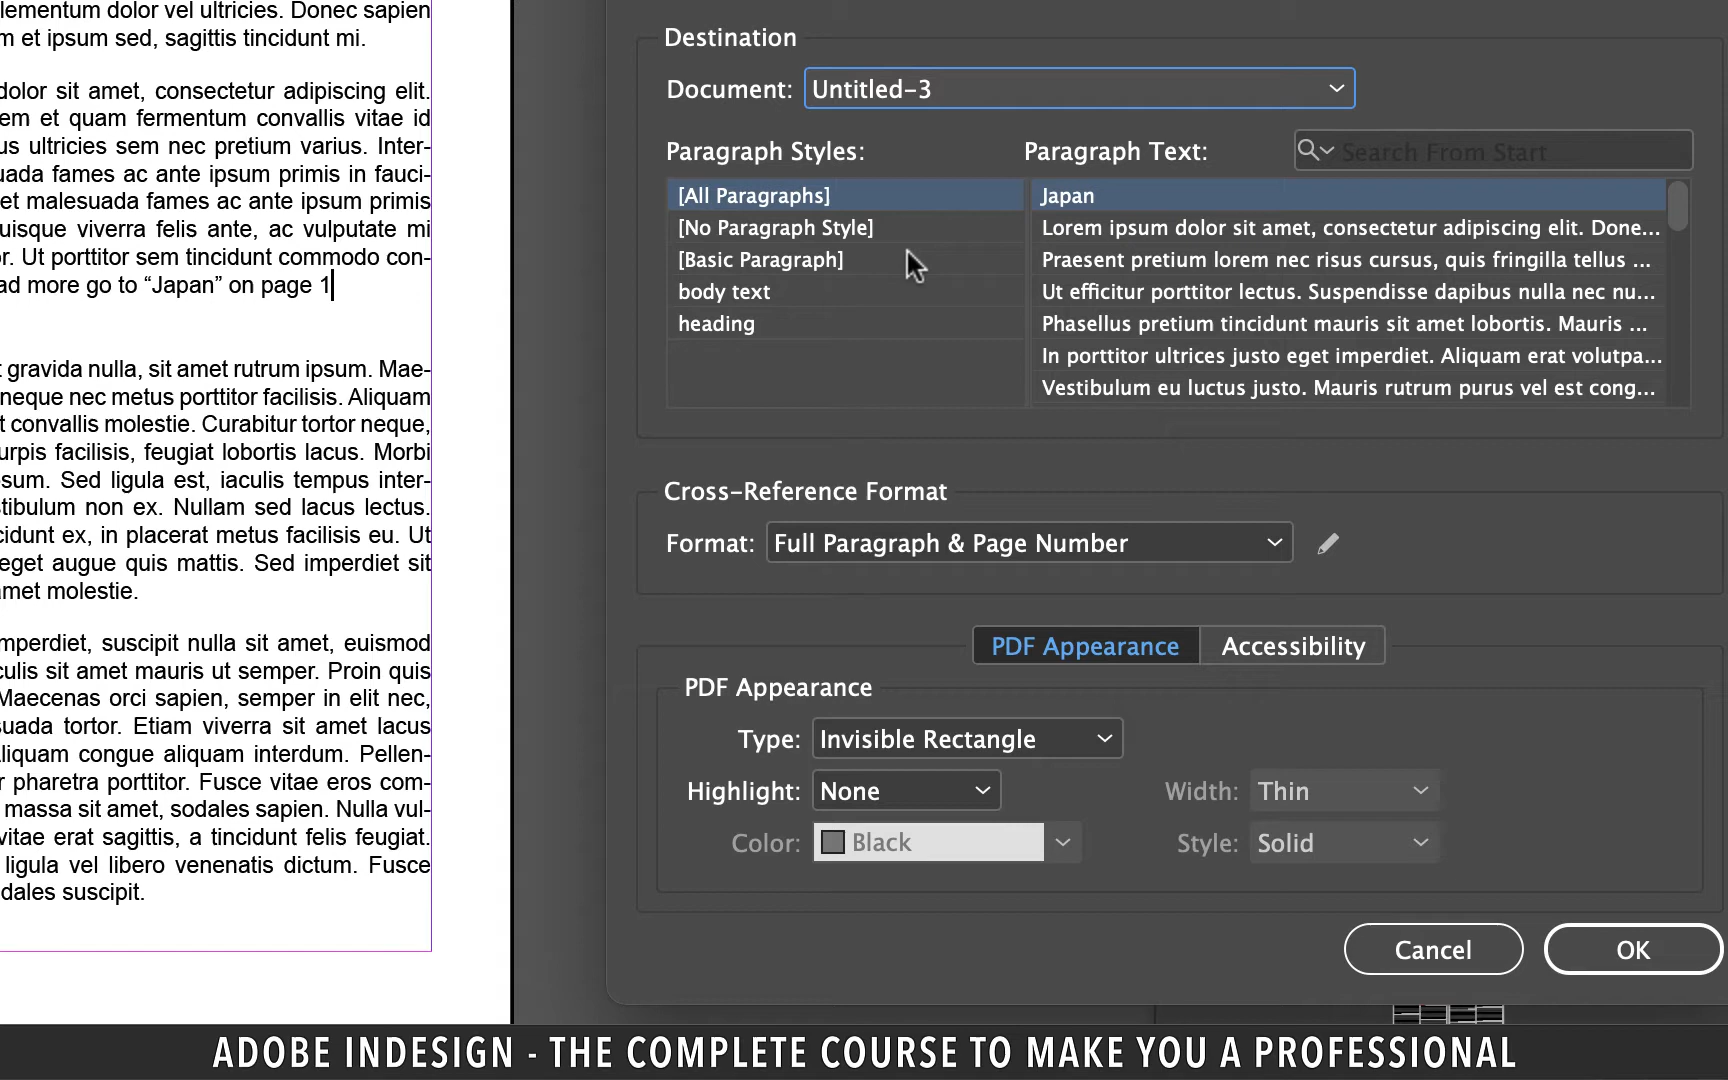 lementum dolor vel ultricies. Donec sapien
m et ipsum sed, sagittis tincidunt mi.
dolor sit amet, consectetur adipiscing elit.
em et quam fermentum convallis vitae id
us ultricies sem nec pretium varius. Inter-
uada fames ac ante ipsum primis in fauci-
et malesuada fames ac ante ipsum primis
uisque viverra felis ante, ac vulputate mi
r. Ut porttitor sem tincidunt commodo con-
ad more go to “Japan” on page 1
t gravida nulla, sit amet rutrum ipsum. Mae-
neque nec metus porttitor facilisis. Aliquam
t convallis molestie. Curabitur tortor neque,
urpis facilisis, feugiat lobortis lacus. Morbi
sum. Sed ligula est, iaculis tempus inter-
stibulum non ex. Nullam sed lacus lectus.
cidunt ex, in placerat metus facilisis eu. Ut
eget augue quis mattis. Sed imperdiet sit
amet molestie.
mperdiet, suscipit nulla sit amet, euismod
culis sit amet mauris ut semper. Proin quis
Maecenas orci sapien, semper in elit nec,
suada tortor. Etiam viverra sit amet lacus
aliquam congue aliquam interdum. Pellen-
r pharetra porttitor. Fusce vitae eros com-
massa sit amet, sodales sapien. Nulla vul-
vitae erat sagittis, a tincidunt felis feugiat.
ligula vel libero venenatis dictum. Fusce
dales suscipit.
Destination
Document: Untitled-3
Paragraph Styles: Paragraph Text: Search From Start
[All Paragraphs]
[No Paragraph Style]
[Basic Paragraph]
body text
heading
Japan
Lorem ipsum dolor sit amet, consectetur adipiscing elit. Done...
Praesent pretium lorem nec risus cursus, quis fringilla tellus ...
Ut efficitur porttitor lectus. Suspendisse dapibus nulla nec nu...
Phasellus pretium tincidunt mauris sit amet lobortis. Mauris ...
In porttitor ultrices justo eget imperdiet. Aliquam erat volutpa...
Vestibulum eu luctus justo. Mauris rutrum purus vel est cong...
Cross-Reference Format
Format: Full Paragraph & Page Number
PDF Appearance Accessibility
PDF Appearance
Type: Invisible Rectangle
Highlight: None Width: Thin
Color: Black Style: Solid
Cancel OK
ADOBE INDESIGN - THE COMPLETE COURSE TO MAKE YOU A PROFESSIONAL